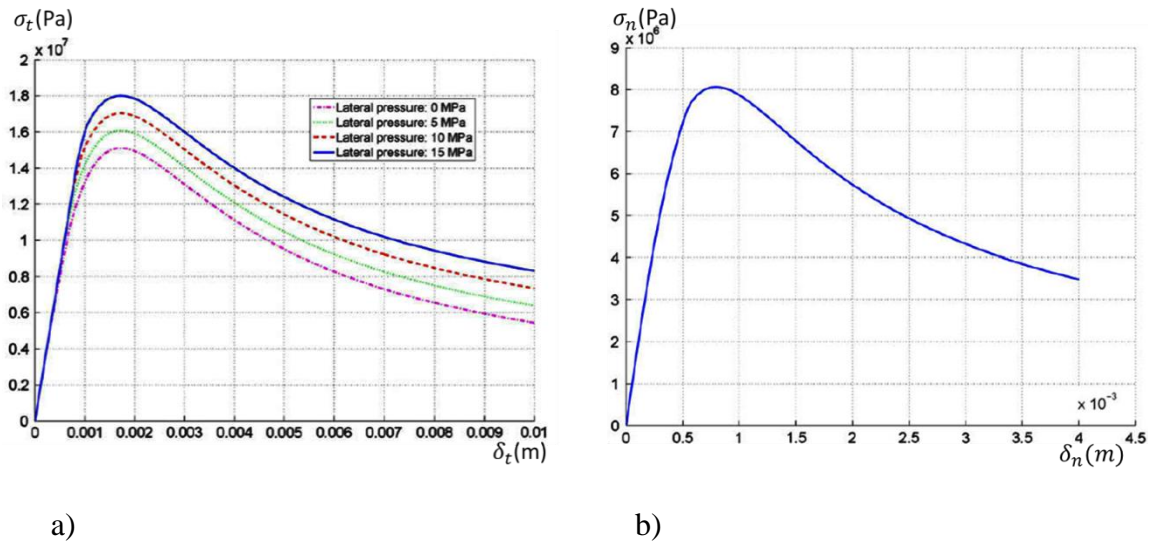 σ_t(Pa)
x 10^7
2
1.8
1.6
1.4
1.2
1
0.8
0.6
0.4
0.2
0
Lateral pressure: 0 MPa
Lateral pressure: 5 MPa
Lateral pressure: 10 MPa
Lateral pressure: 15 MPa
0 0.001 0.002 0.003 0.004 0.005 0.006 0.007 0.008 0.009 0.01
δ_t(m)
a)
σ_n(Pa)
x 10^6
9
8
7
6
5
4
3
2
1
0
x 10^-3
0 0.5 1 1.5 2 2.5 3 3.5 4 4.5
δ_n(m)
b)